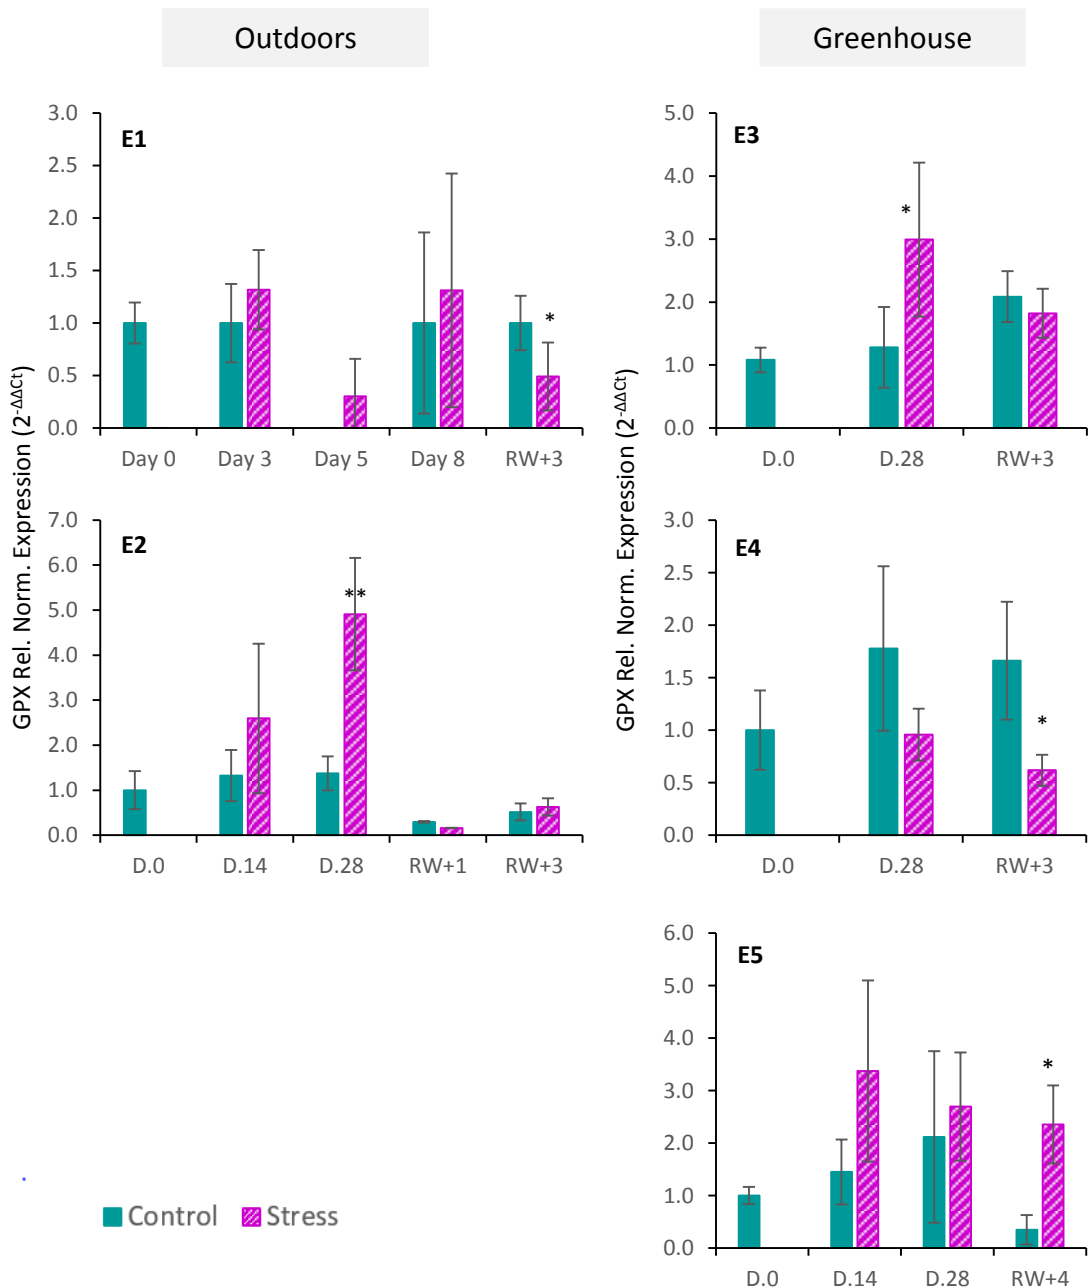 Outdoors
Greenhouse
GPX Rel. Norm. Expression (2^-ΔΔCt)
E1
3.0
2.5
2.0
1.5
1.0
0.5
0.0
*
Day 0 Day 3 Day 5 Day 8 RW+3
E2
7.0
6.0
5.0
4.0
3.0
2.0
1.0
0.0
**
D.0 D.14 D.28 RW+1 RW+3
Control Stress
GPX Rel. Norm. Expression (2^-ΔΔCt)
E3
5.0
4.0
3.0
2.0
1.0
0.0
*
D.0 D.28 RW+3
E4
3.0
2.5
2.0
1.5
1.0
0.5
0.0
*
D.0 D.28 RW+3
E5
6.0
5.0
4.0
3.0
2.0
1.0
0.0
*
D.0 D.14 D.28 RW+4